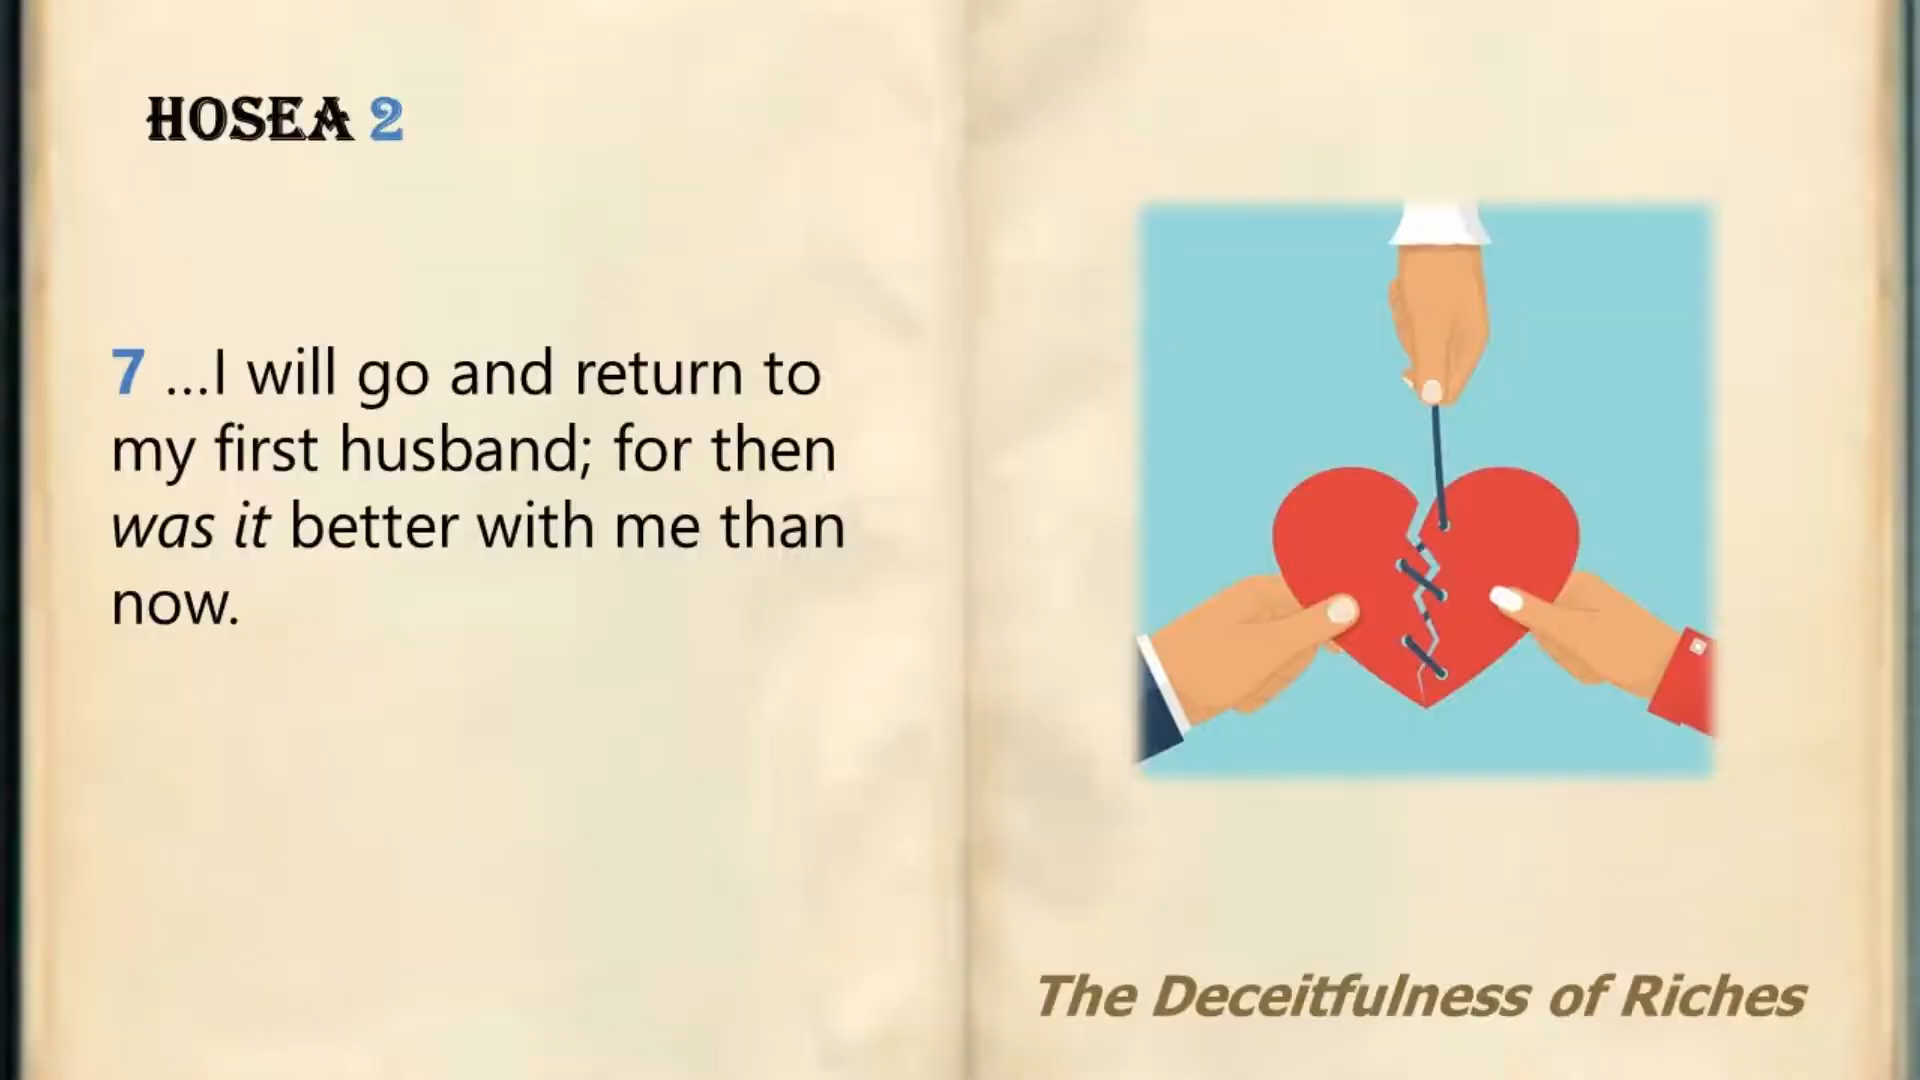 HOSEA 2
7 ...I will go and return to
my first husband; for then
was it better with me than
now.
The Deceitfulness of Riches